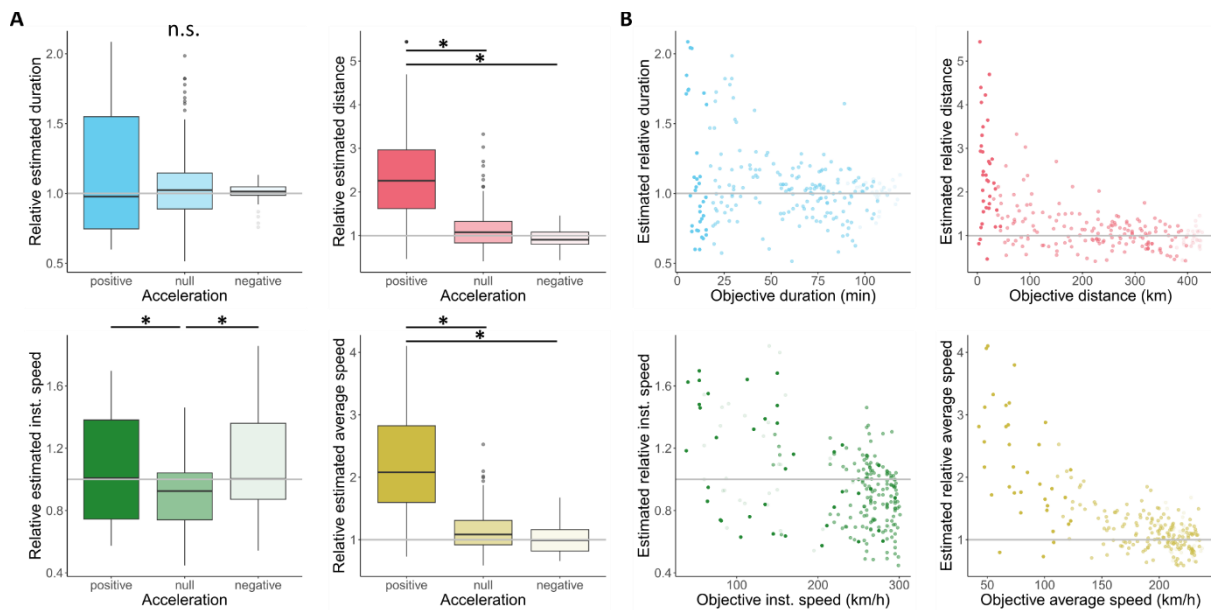 A
n.s.
Relative estimated duration
2.0
1.5
1.0
0.5
positive null negative
Acceleration
* *
Relative estimated distance
5
4
3
2
1
positive null negative
Acceleration
B
Estimated relative duration
2.0
1.5
1.0
0.5
0 25 50 75 100
Objective duration (min)
Estimated relative distance
5
4
3
2
1
0 100 200 300 400
Objective distance (km)
* *
Relative estimated inst. speed
1.6
1.2
0.8
0.4
positive null negative
Acceleration
* *
Relative estimated average speed
4
3
2
1
positive null negative
Acceleration
Estimated relative inst. speed
1.6
1.2
0.8
0.4
100 200 300
Objective inst. speed (km/h)
Estimated relative average speed
4
3
2
1
50 100 150 200
Objective average speed (km/h)